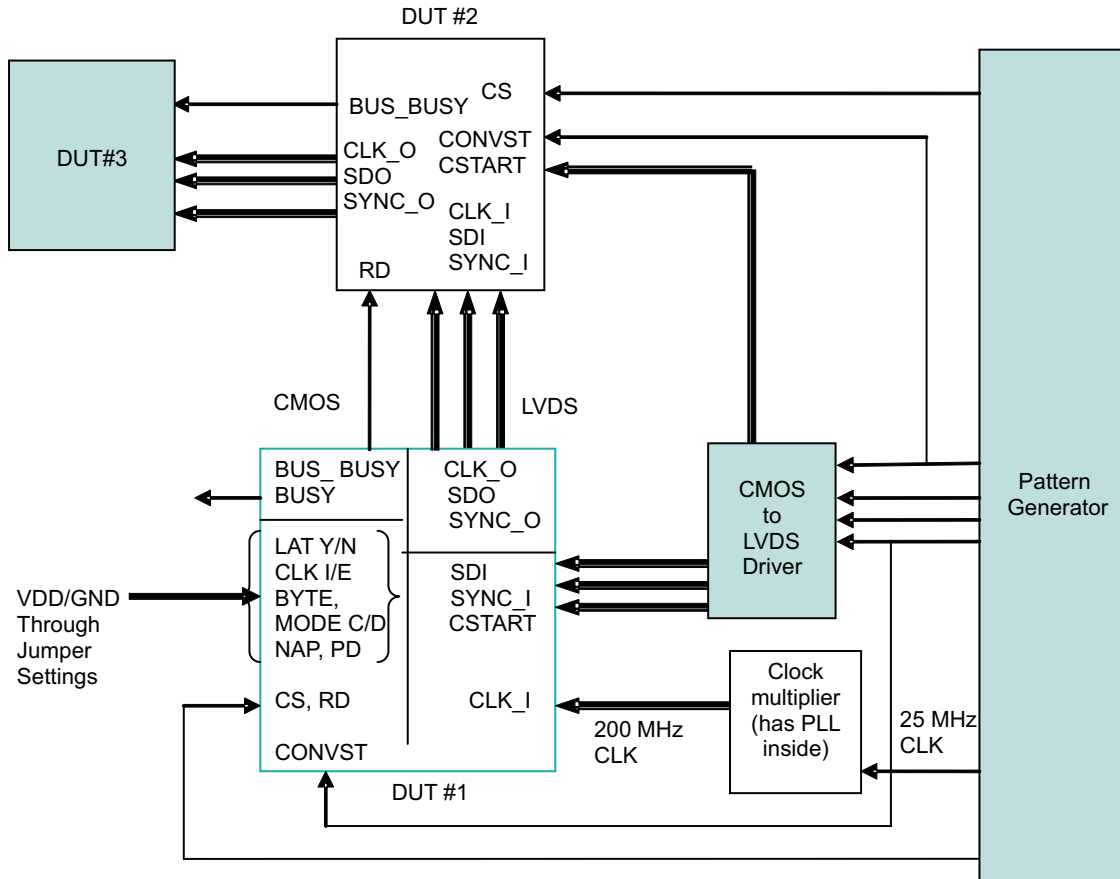 DUT #2
DUT#3
BUS_BUSY
CLK_O
SDO
SYNC_O
RD
CS
CONVST
CSTART
CLK_I
SDI
SYNC_I
CMOS
LVDS
BUS_ BUSY
BUSY
CLK_O
SDO
SYNC_O
LAT Y/N
CLK I/E
BYTE,
MODE C/D
NAP, PD
SDI
SYNC_I
CSTART
VDD/GND
Through
Jumper
Settings
CS, RD
CLK_I
CONVST
DUT #1
CMOS
to
LVDS
Driver
Clock
multiplier
(has PLL
inside)
200 MHz
CLK
25 MHz
CLK
Pattern
Generator